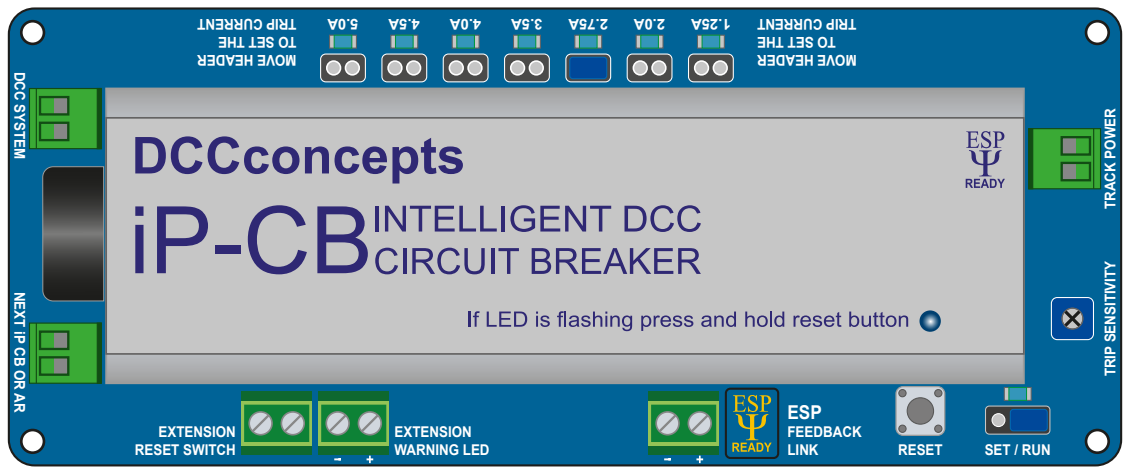 MOVE HEADER
TO SET THE
TRIP CURRENT
5.0A
4.5A
4.0A
3.5A
2.75A
2.0A
1.25A
MOVE HEADER
TO SET THE
TRIP CURRENT
DCC SYSTEM
DCCconcepts
iP-CB
INTELLIGENT DCC
CIRCUIT BREAKER
ESP
Ψ
READY
TRACK POWER
If LED is flashing press and hold reset button
NEXT iP CB OR AR
TRIP SENSITIVITY
EXTENSION
RESET SWITCH
- +
EXTENSION
WARNING LED
- +
ESP
Ψ
READY
ESP
FEEDBACK
LINK
RESET
SET / RUN